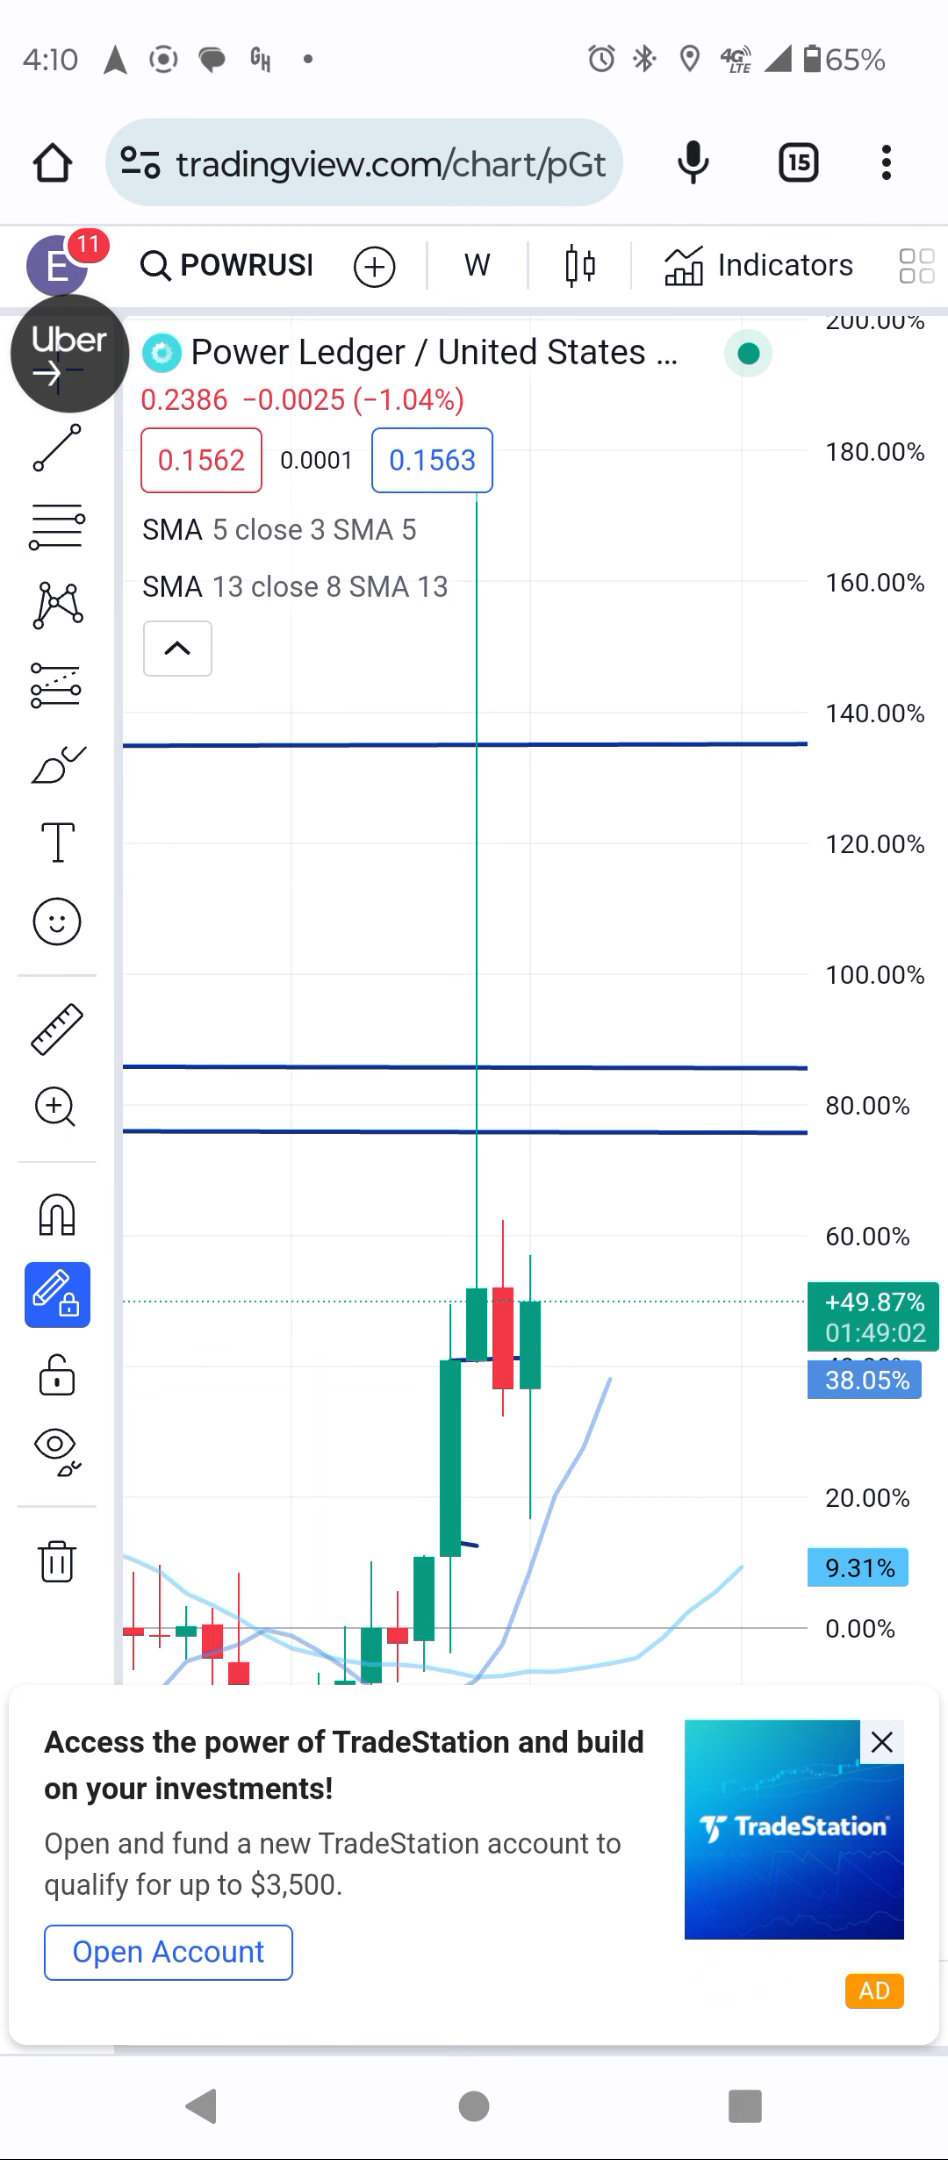 4:10
4G
LTE
65%
tradingview.com/chart/pGt
15
E
11
POWRUSI
W
Indicators
Uber
Power Ledger / United States ...
0.2386 −0.0025 (−1.04%)
0.1562 0.0001 0.1563
SMA 5 close 3 SMA 5
SMA 13 close 8 SMA 13
200.00%
180.00%
160.00%
140.00%
120.00%
100.00%
80.00%
60.00%
+49.87%
01:49:02
38.05%
20.00%
9.31%
0.00%
Access the power of TradeStation and build
on your investments!
Open and fund a new TradeStation account to
qualify for up to $3,500.
Open Account
TradeStation
AD